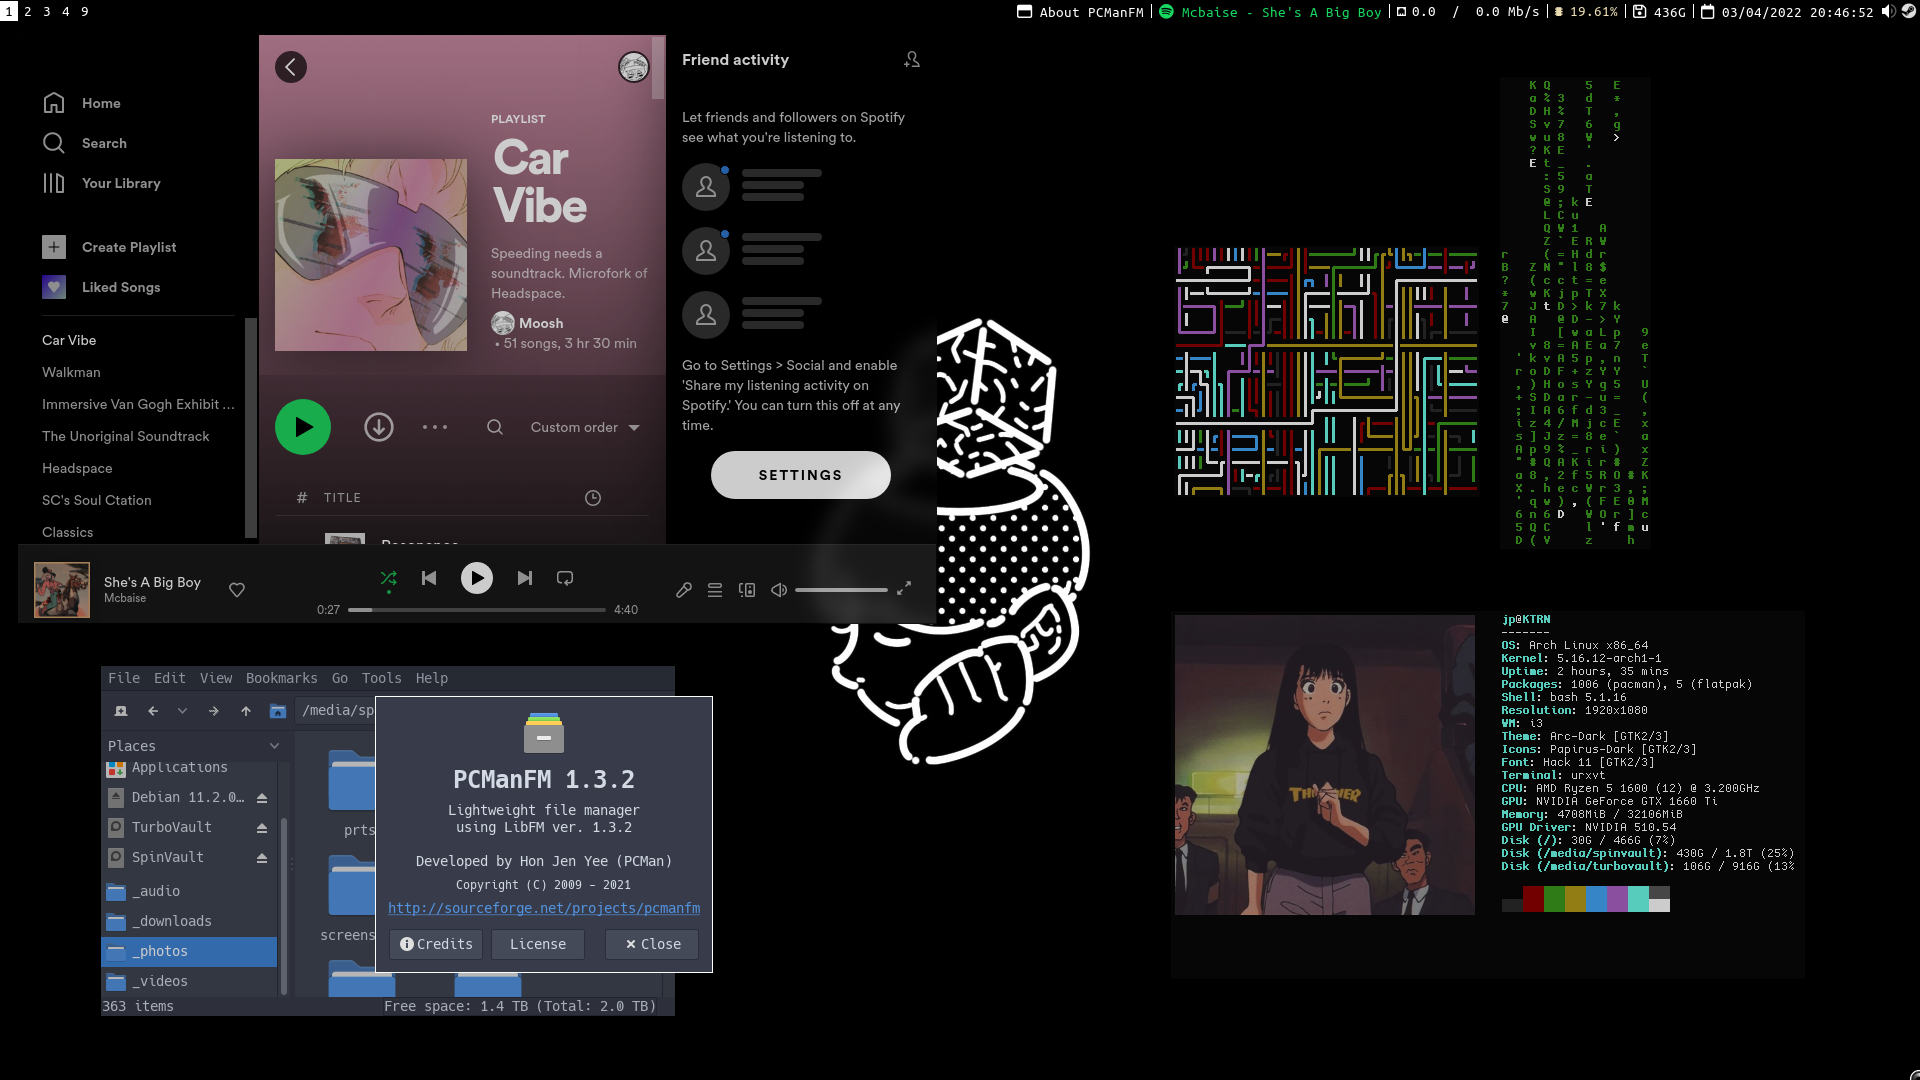 1 2 3 4 9
About PCManFM
Mcbaise - She's A Big Boy
0.0 / 0.0 Mb/s
19.61%
436G
03/04/2022 20:46:52
Home
Search
Your Library
Create Playlist
Liked Songs
Car Vibe
Walkman
Immersive Van Gogh Exhibit ...
The Unoriginal Soundtrack
Headspace
SC's Soul Ctation
Classics
PLAYLIST
Car
Vibe
Speeding needs a
soundtrack. Microfork of
Headspace.
Moosh
• 51 songs, 3 hr 30 min
Custom order
# TITLE
Resonance
Friend activity
Let friends and followers on Spotify
see what you're listening to.
Go to Settings > Social and enable
'Share my listening activity on
Spotify.' You can turn this off at any
time.
SETTINGS
She's A Big Boy
Mcbaise
0:27
4:40
File Edit View Bookmarks Go Tools Help
/media/sp
Places
Applications
Debian 11.2.0…
TurboVault
SpinVault
_audio
_downloads
_photos
_videos
prts
screens
363 items
Free space: 1.4 TB (Total: 2.0 TB)
PCManFM 1.3.2
Lightweight file manager
using LibFM ver. 1.3.2
Developed by Hon Jen Yee (PCMan)
Copyright (C) 2009 - 2021
http://sourceforge.net/projects/pcmanfm
Credits
License
Close
THRASHER
jp@KTRN
-------
OS: Arch Linux x86_64
Kernel: 5.16.12-arch1-1
Uptime: 2 hours, 35 mins
Packages: 1006 (pacman), 5 (flatpak)
Shell: bash 5.1.16
Resolution: 1920x1080
WM: i3
Theme: Arc-Dark [GTK2/3]
Icons: Papirus-Dark [GTK2/3]
Font: Hack 11 [GTK2/3]
Terminal: urxvt
CPU: AMD Ryzen 5 1600 (12) @ 3.200GHz
GPU: NVIDIA GeForce GTX 1660 Ti
Memory: 4708MiB / 32106MiB
GPU Driver: NVIDIA 510.54
Disk (/): 30G / 466G (7%)
Disk (/media/spinvault): 430G / 1.8T (25%)
Disk (/media/turbovault): 106G / 916G (13%